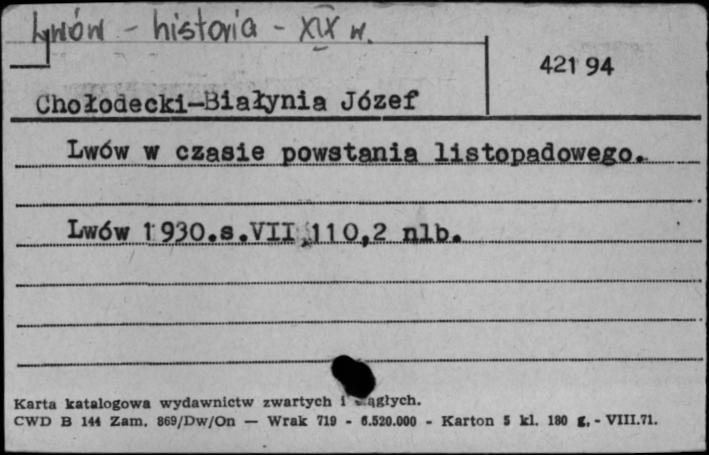 Lwów - historia - XIX w.
421 94
Chołodecki-Białynia Józef
Lwów w czasie powstania listopadowego.
Lwów 1930.s.VII,110,2 nlb.
Karta katalogowa wydawnictw zwartych i ciągłych.
CWD B 144 Zam. 869/Dw/On — Wrak 719 - 6.520.000 - Karton 5 kl. 180 g. - VIII.71.